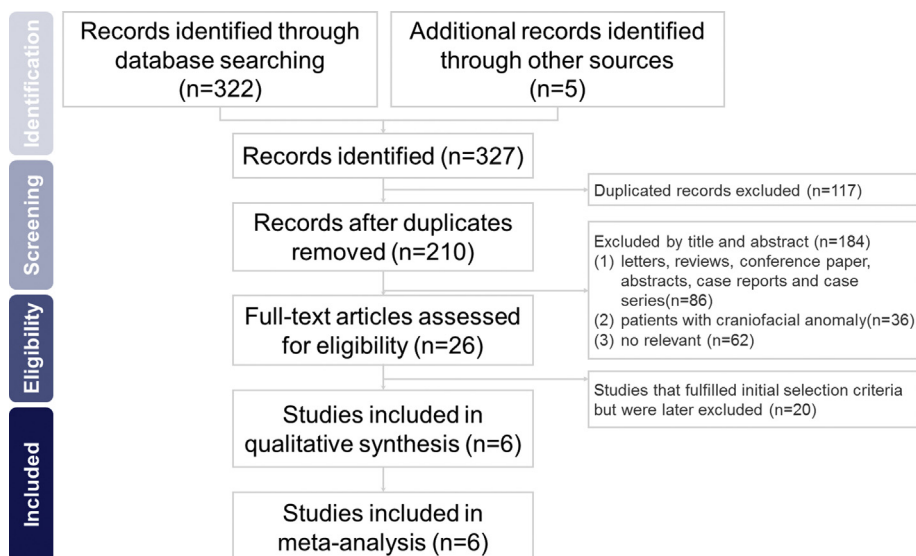 Identification
Records identified through
database searching
(n=322)
Additional records identified
through other sources
(n=5)
Records identified (n=327)
Screening
Duplicated records excluded (n=117)
Records after duplicates
removed (n=210)
Excluded by title and abstract (n=184)
(1) letters, reviews, conference paper,
abstracts, case reports and case
series(n=86)
(2) patients with craniofacial anomaly(n=36)
(3) no relevant (n=62)
Eligibility
Full-text articles assessed
for eligibility (n=26)
Studies that fulfilled initial selection criteria
but were later excluded (n=20)
Included
Studies included in
qualitative synthesis (n=6)
Studies included in
meta-analysis (n=6)